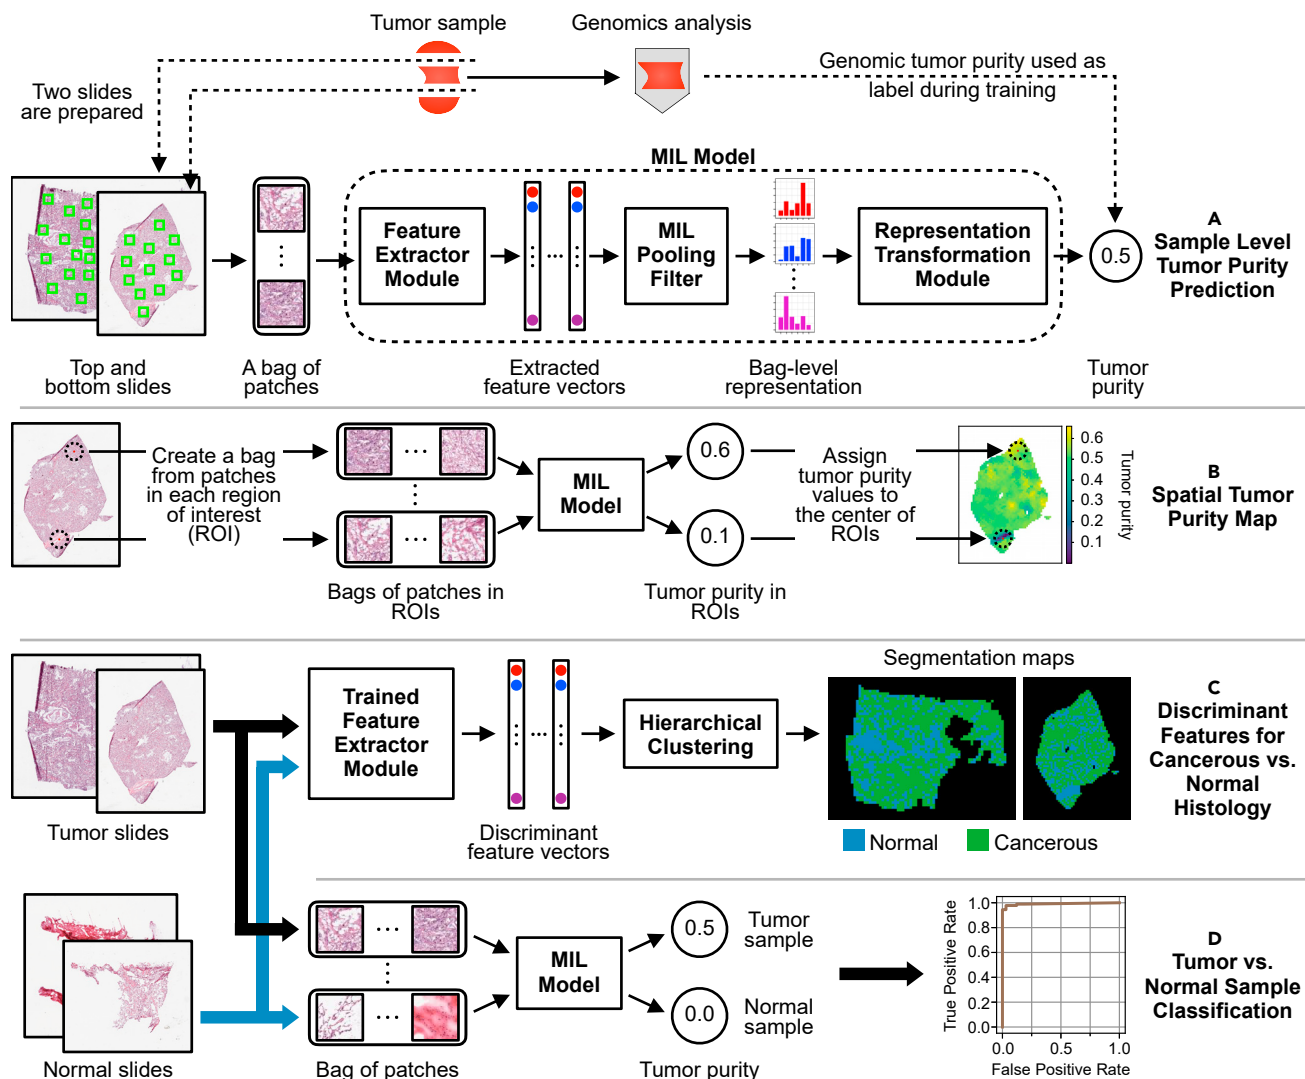 Tumor sample
Genomics analysis
Two slides
are prepared
Genomic tumor purity used as
label during training
MIL Model
Feature
Extractor
Module
MIL
Pooling
Filter
Representation
Transformation
Module
0.5
A
Sample Level
Tumor Purity
Prediction
Top and
bottom slides
A bag of
patches
Extracted
feature vectors
Bag-level
representation
Tumor
purity
Create a bag
from patches
in each region
of interest
(ROI)
MIL
Model
0.6
0.1
Assign
tumor purity
values to
the center of
ROIs
0.6
0.5
0.4
0.3
0.2
0.1
Tumor purity
B
Spatial Tumor
Purity Map
Bags of patches in
ROIs
Tumor purity in
ROIs
Trained
Feature
Extractor
Module
Hierarchical
Clustering
Segmentation maps
Normal
Cancerous
C
Discriminant
Features for
Cancerous vs.
Normal
Histology
Tumor slides
Discriminant
feature vectors
MIL
Model
0.5
Tumor
sample
0.0
Normal
sample
True Positive Rate
1.0
0.8
0.6
0.4
0.2
0.0
0.0
0.5
1.0
False Positive Rate
D
Tumor vs.
Normal Sample
Classification
Normal slides
Bag of patches
Tumor purity